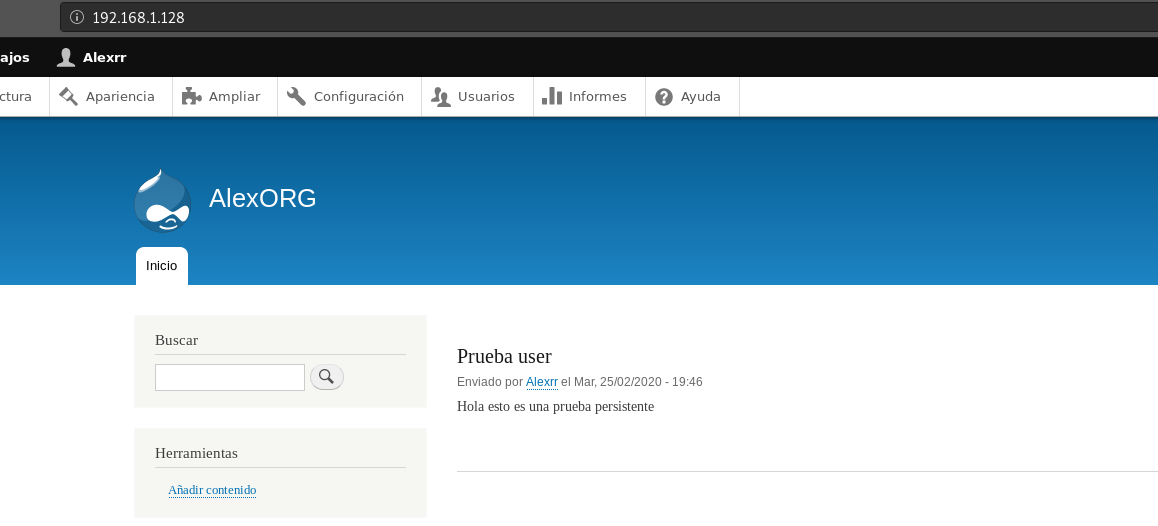 192.168.1.128
ajos Alexrr
ctura Apariencia Ampliar Configuración Usuarios Informes Ayuda
AlexORG
Inicio
Buscar
Prueba user
Enviado por Alexrr el Mar, 25/02/2020 - 19:46
Hola esto es una prueba persistente
Herramientas
Añadir contenido